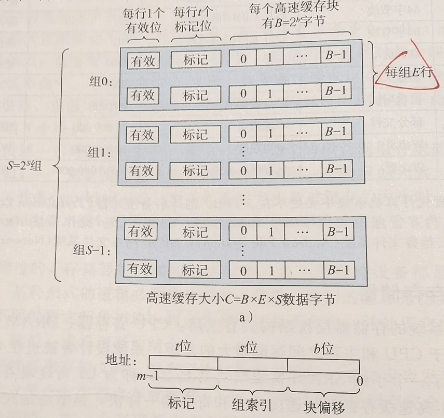 每行1个
有效位
每行t个
标记位
每个高速缓存块
有B=2ᵇ字节
组0:
有效 标记 0 1 … B−1
有效 标记 0 1 … B−1
每组E行
S=2ˢ组
组1:
有效 标记 0 1 … B−1
⋮
有效 标记 0 1 … B−1
⋮
组S−1:
有效 标记 0 1 … B−1
⋮
有效 标记 0 1 … B−1
高速缓存大小C=B×E×S数据字节
a)
t位 s位 b位
地址:
m−1 0
标记 组索引 块偏移